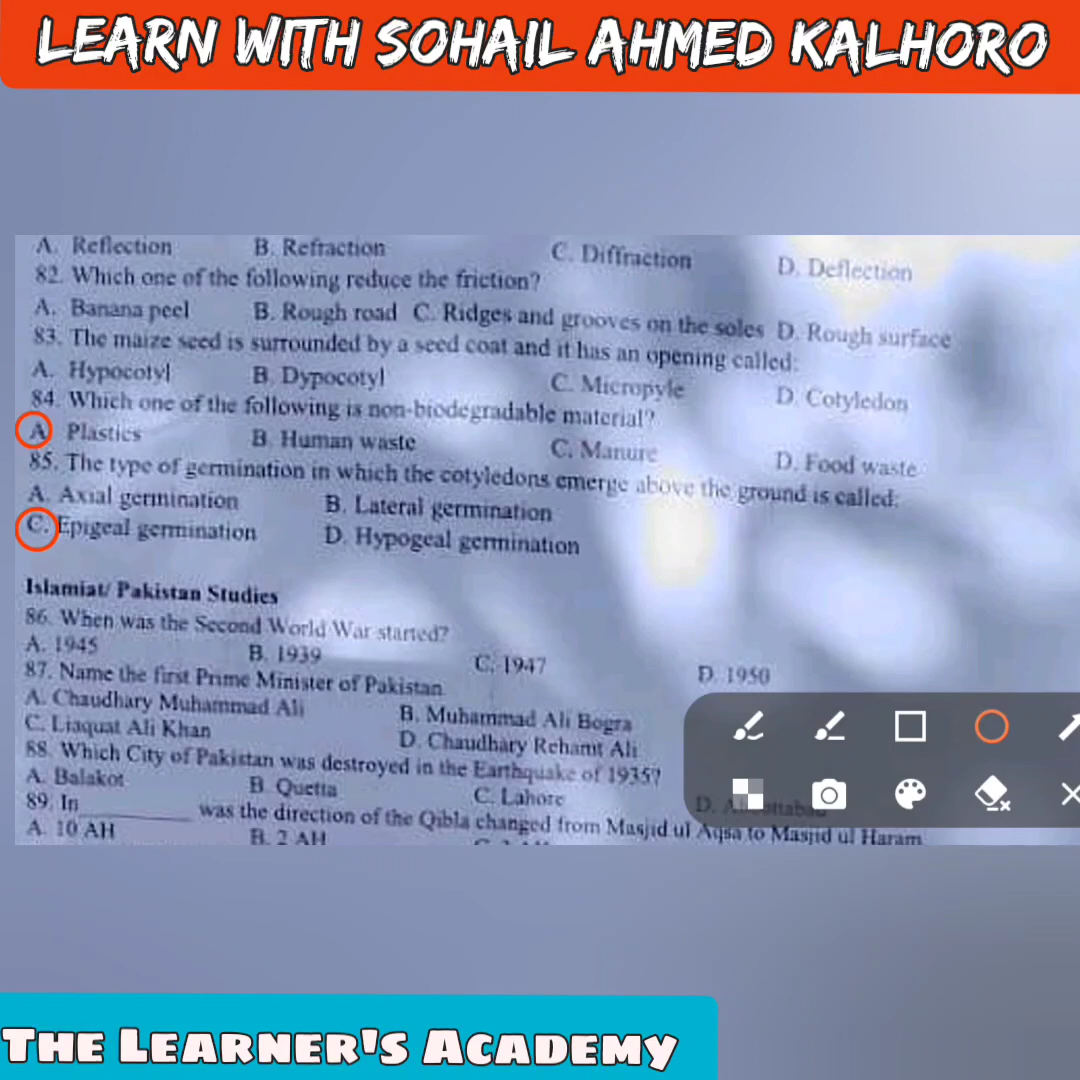 LEARN WITH SOHAIL AHMED KALHORO
A. Reflection B. Refraction C. Diffraction D. Deflection
82. Which one of the following reduce the friction?
A. Banana peel B. Rough road C. Ridges and grooves on the soles D. Rough surface
83. The maize seed is surrounded by a seed coat and it has an opening called:
A. Hypocotyl B. Dypocotyl C. Micropyle D. Cotyledon
84. Which one of the following is non-biodegradable material?
A Plastics B. Human waste C. Manure D. Food waste
85. The type of germination in which the cotyledons emerge above the ground is called:
A. Axial germination B. Lateral germination
C. Epigeal germination D. Hypogeal germination
Islamiat/ Pakistan Studies
86. When was the Second World War started?
A. 1945 B. 1939 C. 1947 D. 1950
87. Name the first Prime Minister of Pakistan
A. Chaudhary Muhammad Ali B. Muhammad Ali Bogra
C. Liaquat Ali Khan D. Chaudhary Rehamt Ali
88. Which City of Pakistan was destroyed in the Earthquake of 1935?
A. Balakot B. Quetta C. Lahore D.
89. In ________ was the direction of the Qibla changed from Masjid ul Aqsa to Masjid ul Haram
A. 10 AH B. 2 AH
THE LEARNER'S ACADEMY